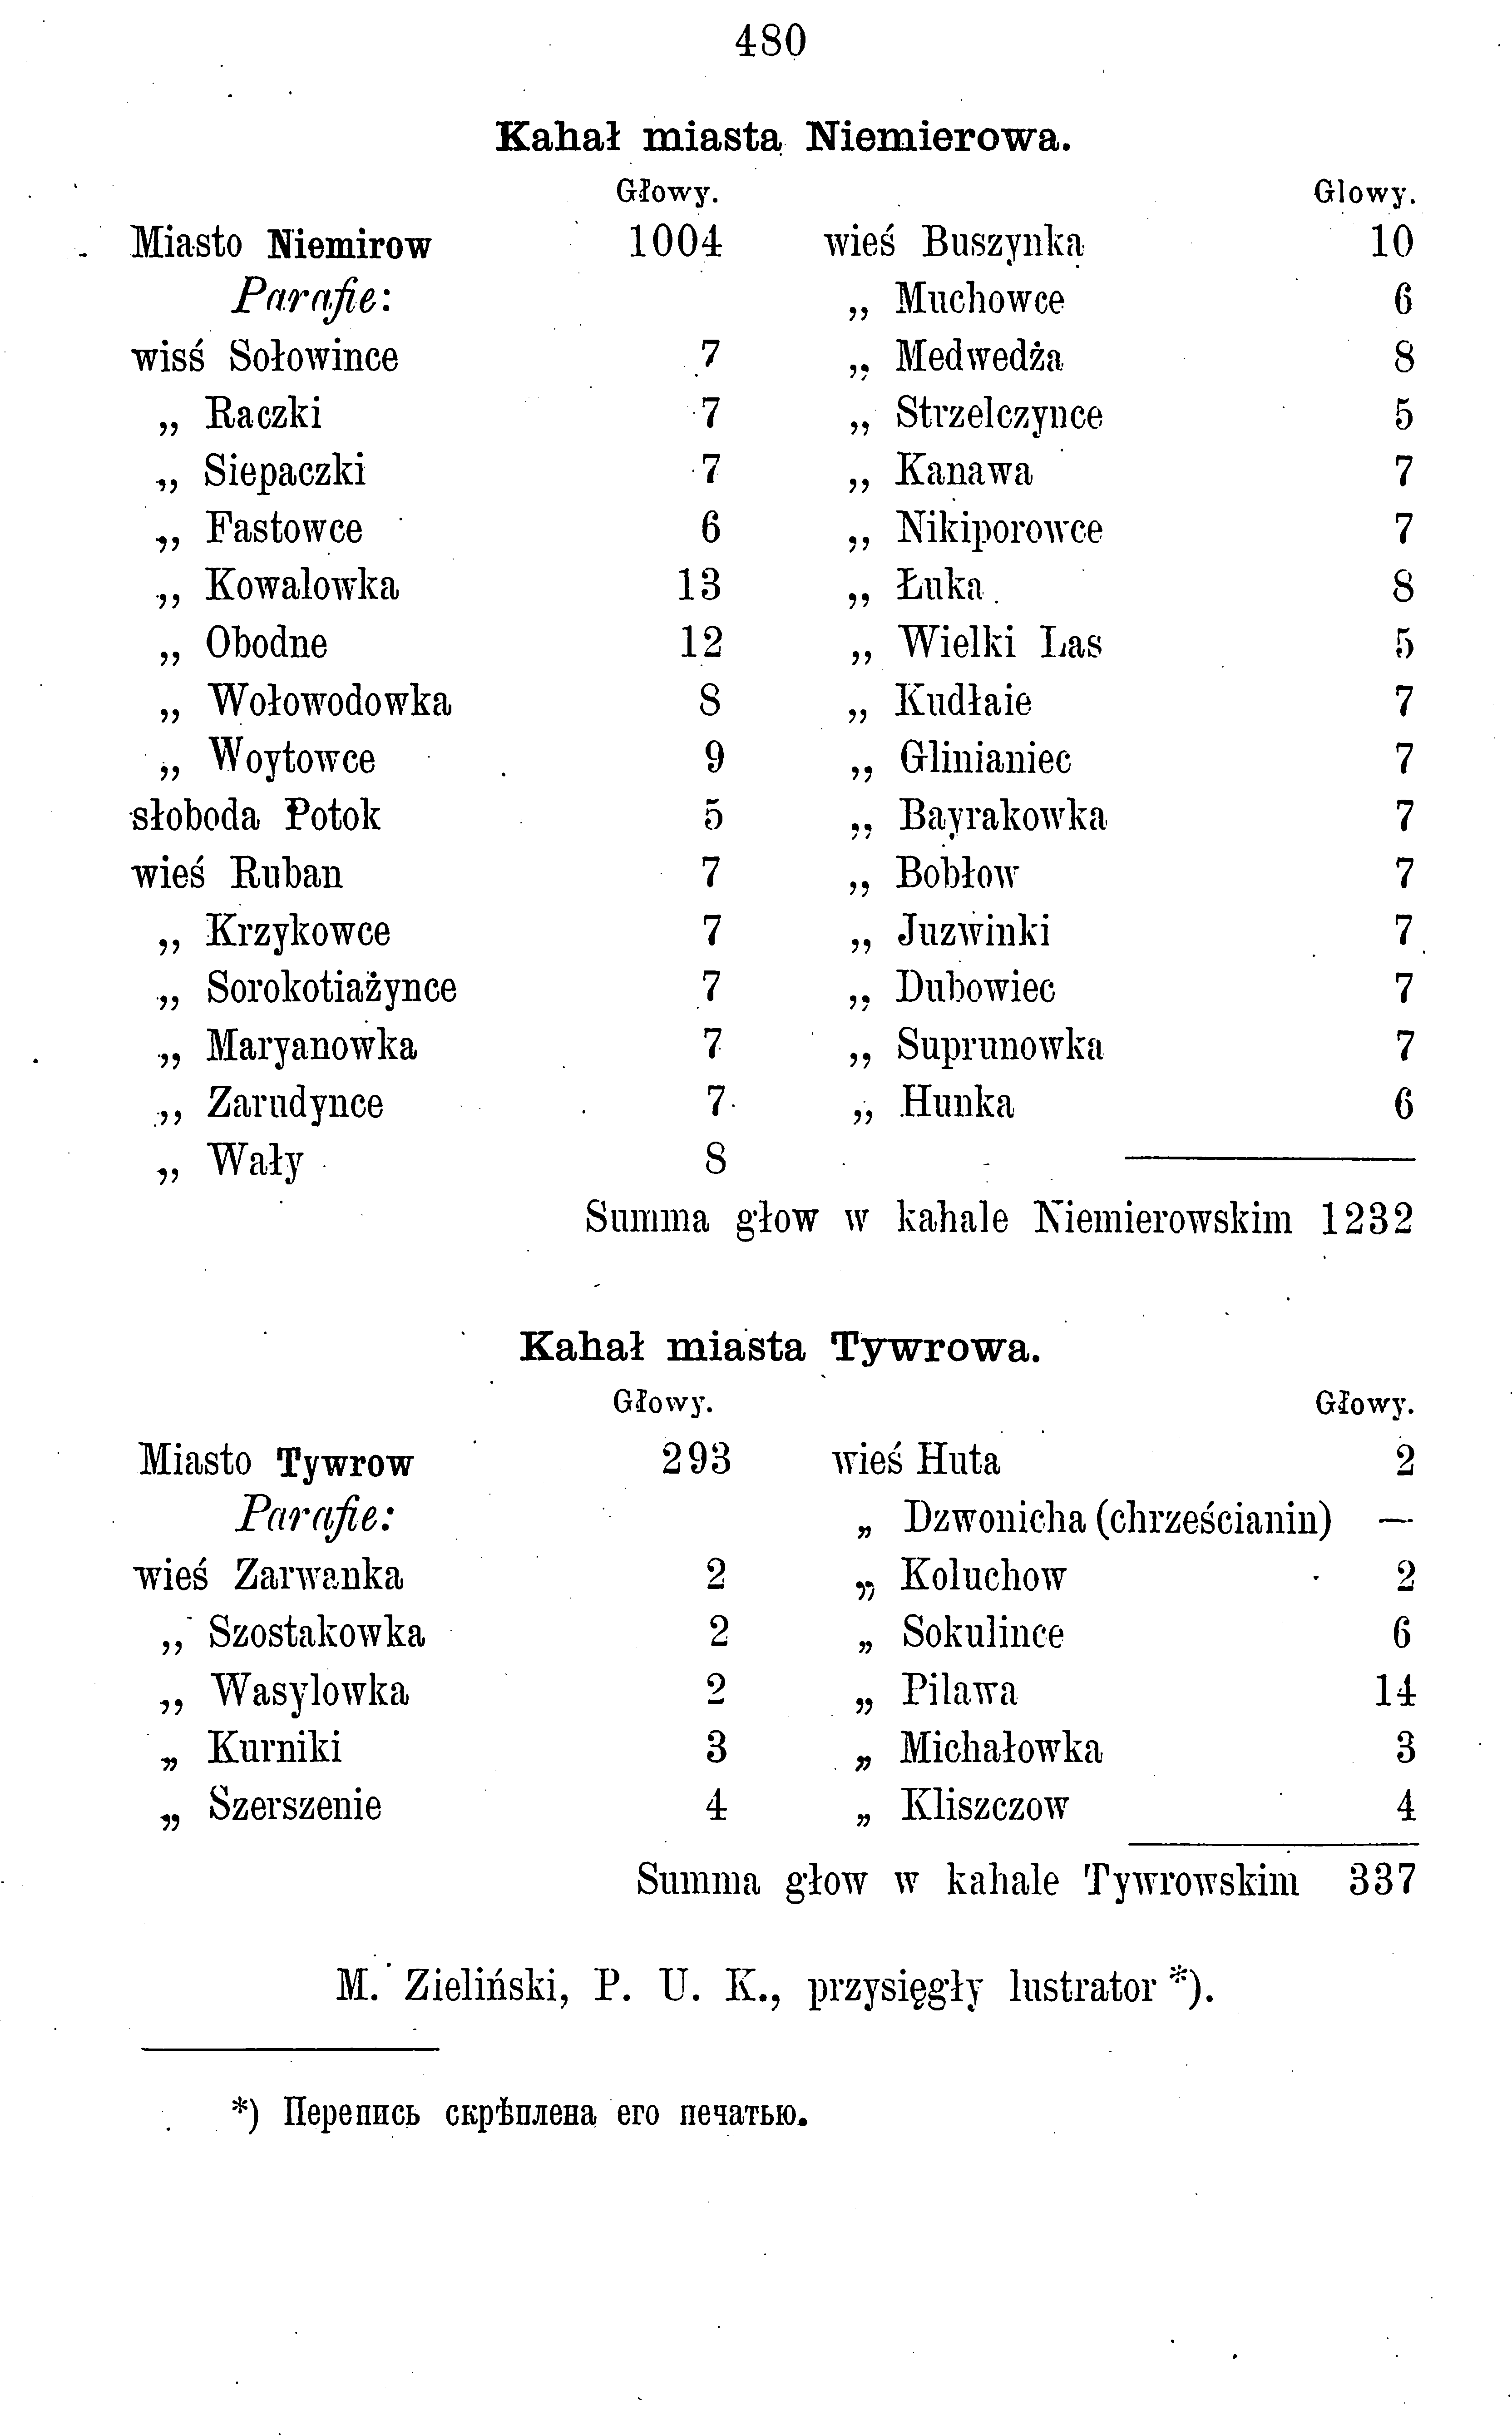 480
Kahał miasta Niemierowa.
Głowy.
Miasto Niemirow 1004
Parafie:
wisś Sołowince 7
„ Raczki 7
„ Siepaczki 7
„ Fastowce 6
„ Kowalowka 13
„ Obodne 12
„ Wołowodowka 8
„ Woytowce 9
słoboda Potok 5
wieś Ruban 7
„ Krzykowce 7
„ Sorokotiażynce 7
„ Maryanowka 7
„ Zarudynce 7
„ Wały 8
Glowy.
wieś Buszynka 10
„ Muchowce 6
„ Medwedża 8
„ Strzelczynce 5
„ Kanawa 7
„ Nikiporowce 7
„ Łuka 8
„ Wielki Las 5
„ Kudłaie 7
„ Glinianiec 7
„ Bayrakowka 7
„ Bobłow 7
„ Juzwinki 7
„ Dubowiec 7
„ Suprunowka 7
„ Hunka 6
Summa głow w kahale Niemierowskim 1232
Kahał miasta Tywrowa.
Głowy.
Miasto Tywrow 293
Parafie:
wieś Zarwanka 2
„ Szostakowka 2
„ Wasylowka 2
„ Kurniki 3
„ Szerszenie 4
Głowy.
wieś Huta 2
„ Dzwonicha (chrześcianin) —
„ Koluchow 2
„ Sokulince 6
„ Pilawa 14
„ Michałowka 3
„ Kliszczow 4
Summa głow w kahale Tywrowskim 337
M. Zieliński, P. U. K., przysięgły lustrator *).
*) Перепись скрѣплена его печатью.